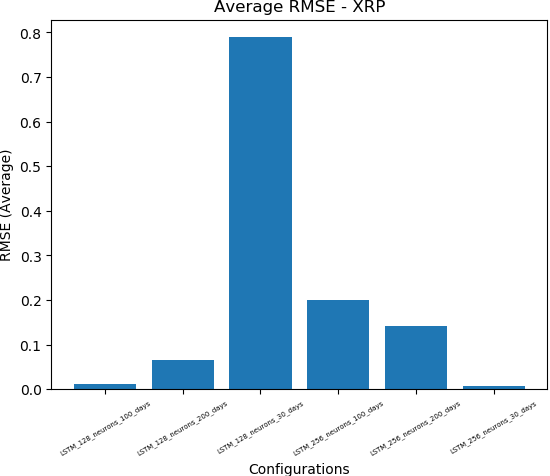 Average RMSE - XRP
RMSE (Average)
0.8
0.7
0.6
0.5
0.4
0.3
0.2
0.1
0.0
LSTM_128_neurons_100_days
LSTM_128_neurons_200_days
LSTM_128_neurons_30_days
LSTM_256_neurons_100_days
LSTM_256_neurons_200_days
LSTM_256_neurons_30_days
Configurations